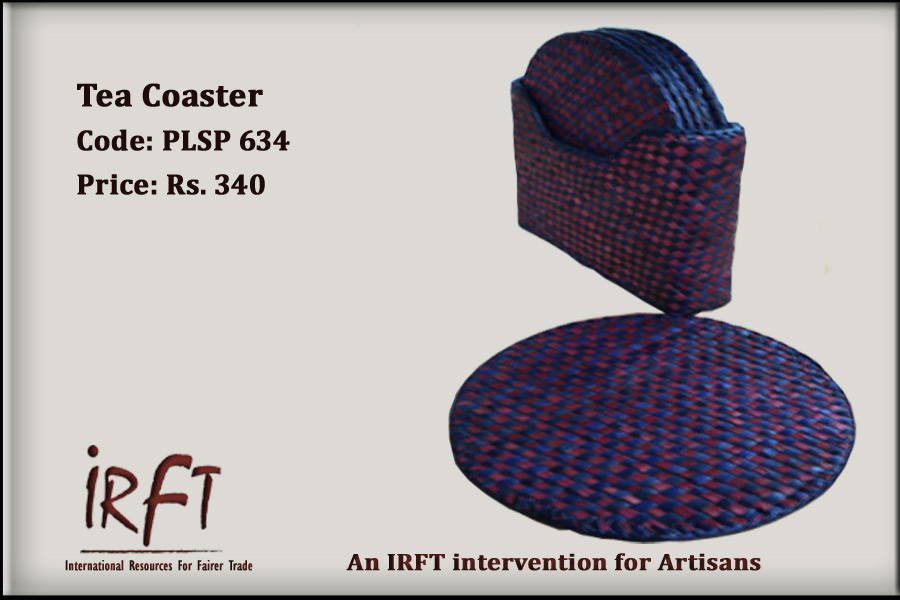 Tea Coaster
Code: PLSP 634
Price: Rs. 340
iRFT
International Resources For Fairer Trade
An IRFT intervention for Artisans